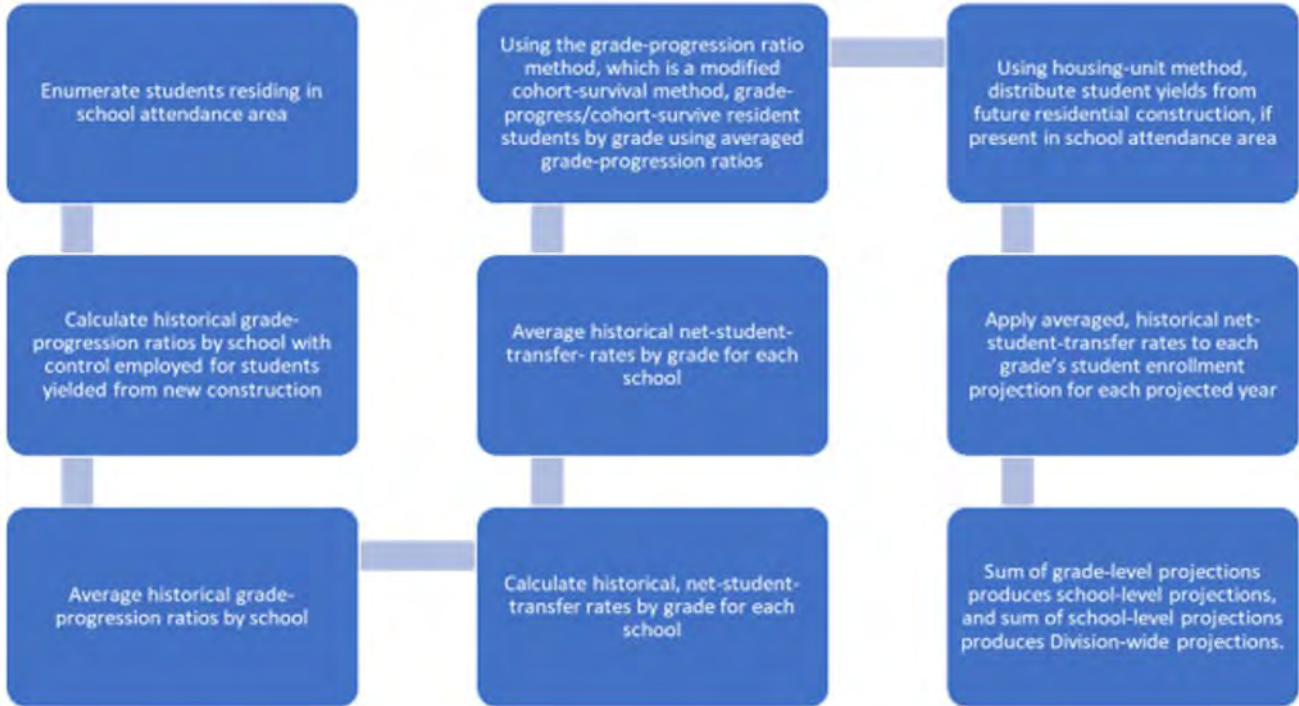 Enumerate students residing in
school attendance area
Calculate historical grade-
progression ratios by school with
control employed for students
yielded from new construction
Average historical grade-
progression ratios by school
Calculate historical, net-student-
transfer rates by grade for each
school
Average historical net-student-
transfer- rates by grade for each
school
Using the grade-progression ratio
method, which is a modified
cohort-survival method, grade-
progress/cohort-survive resident
students by grade using averaged
grade-progression ratios
Using housing-unit method,
distribute student yields from
future residential construction, if
present in school attendance area
Apply averaged, historical net-
student-transfer rates to each
grade's student enrollment
projection for each projected year
Sum of grade-level projections
produces school-level projections,
and sum of school-level projections
produces Division-wide projections.